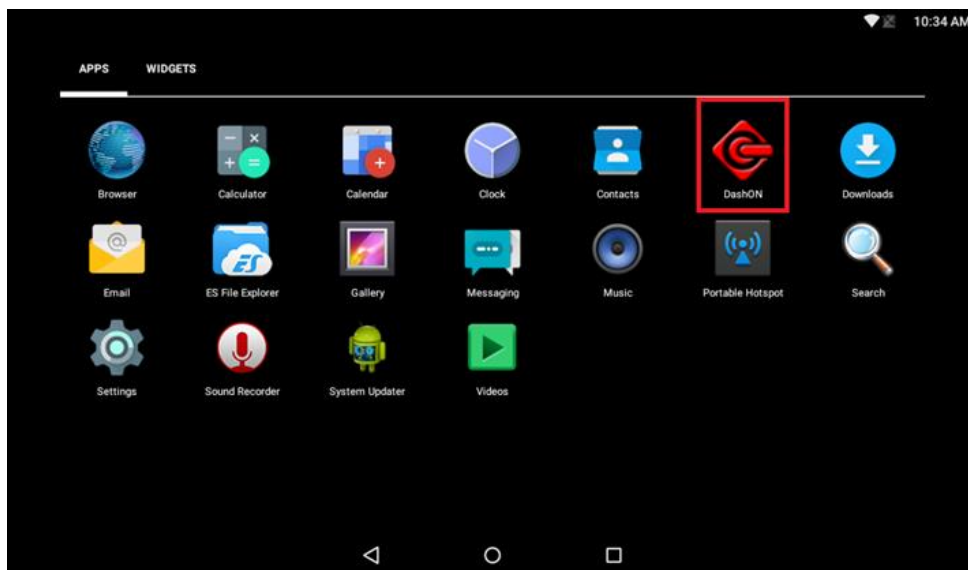 10:34 AM
APPS WIDGETS
Browser Calculator Calendar Clock Contacts DashON Downloads
Email ES File Explorer Gallery Messaging Music Portable Hotspot Search
Settings Sound Recorder System Updater Videos